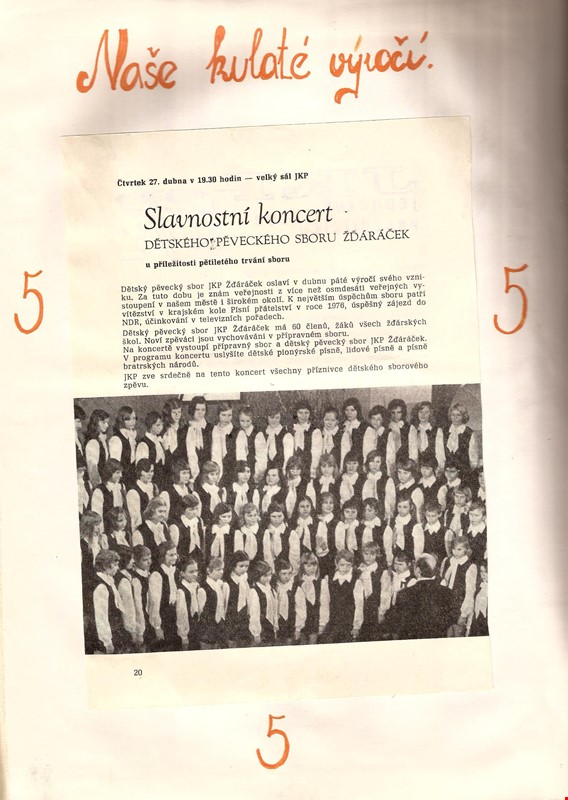 Naše kulaté výročí.
Čtvrtek 27. dubna v 19.30 hodin — velký sál JKP
Slavnostní koncert
DĚTSKÉHO PĚVECKÉHO SBORU ŽĎÁRÁČEK
u příležitosti pětiletého trvání sboru
Dětský pěvecký sbor JKP Žďáráček oslaví v dubnu páté výročí svého vzni-
ku. Za tuto dobu je znám veřejnosti z více než osmdesáti veřejných vy-
stoupení v našem městě i širokém okolí. K největším úspěchům sboru patří
vítězství v krajském kole Písní přátelství v roce 1976, úspěšný zájezd do
NDR, účinkování v televizních pořadech.
Dětský pěvecký sbor JKP Žďáráček má 60 členů, žáků všech žďárských
škol. Noví zpěváci jsou vychováváni v přípravném sboru.
Na koncertě vystoupí přípravný sbor a dětský pěvecký sbor JKP Žďáráček.
V programu koncertu uslyšíte dětské pionýrské písně, lidové písně a písně
bratrských národů.
JKP zve srdečně na tento koncert všechny příznivce dětského sborového
zpěvu.
5
5
20
5